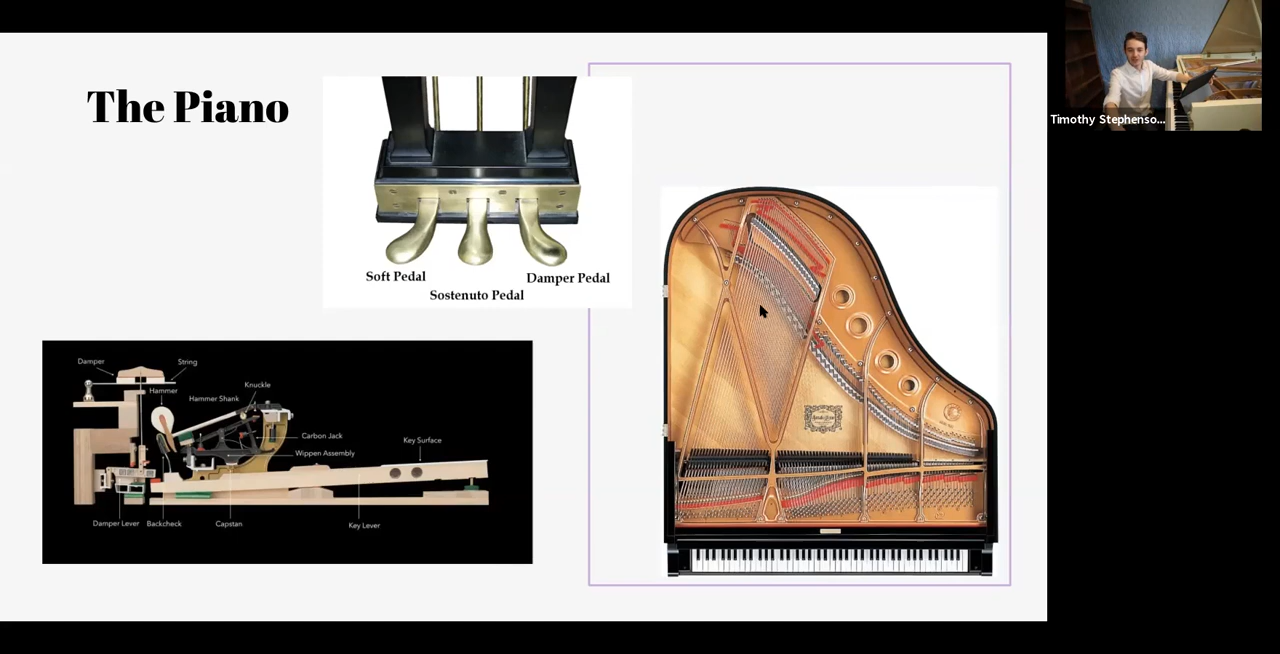 The Piano
Soft Pedal
Damper Pedal
Sostenuto Pedal
Damper
String
Hammer
Knuckle
Hammer Shank
Carbon Jack
Key Surface
Wippen Assembly
Damper Lever
Backcheck
Capstan
Key Lever
Timothy Stephenso...